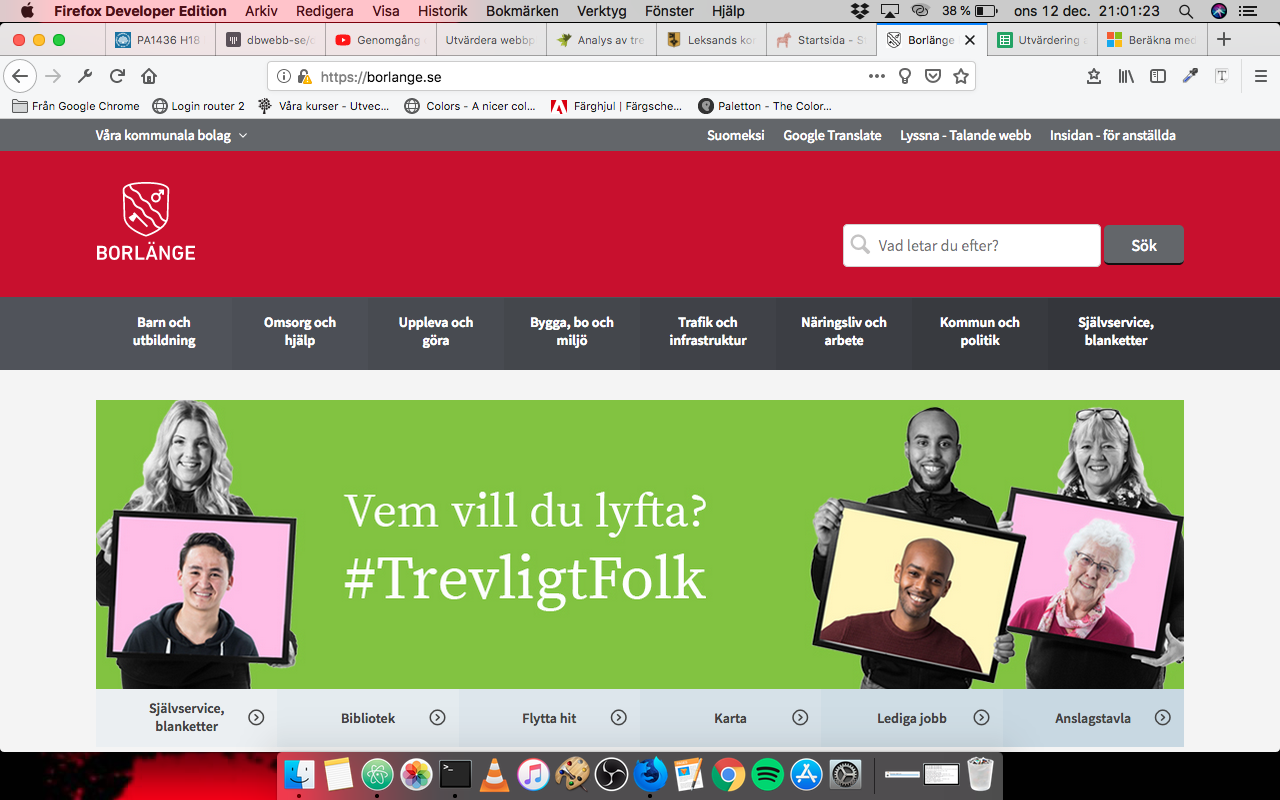 Firefox Developer Edition Arkiv Redigera Visa Historik Bokmärken Verktyg Fönster Hjälp 38 % ons 12 dec. 21:01:23
PA1436 H18 dbwebb-se/ Genomgång Utvärdera webbp Analys av tre Leksands ko Startsida - S Borlänge Utvärdering Beräkna med
https://borlange.se
Från Google Chrome Login router 2 Våra kurser - Utvec... Colors - A nicer col... Färghjul | Färgsche... Paletton - The Color...
Våra kommunala bolag Suomeksi Google Translate Lyssna - Talande webb Insidan - för anställda
BORLÄNGE
Vad letar du efter? Sök
Barn och utbildning
Omsorg och hjälp
Uppleva och göra
Bygga, bo och miljö
Trafik och infrastruktur
Näringsliv och arbete
Kommun och politik
Självservice, blanketter
Vem vill du lyfta?
#TrevligtFolk
Självservice, blanketter
Bibliotek
Flytta hit
Karta
Lediga jobb
Anslagstavla